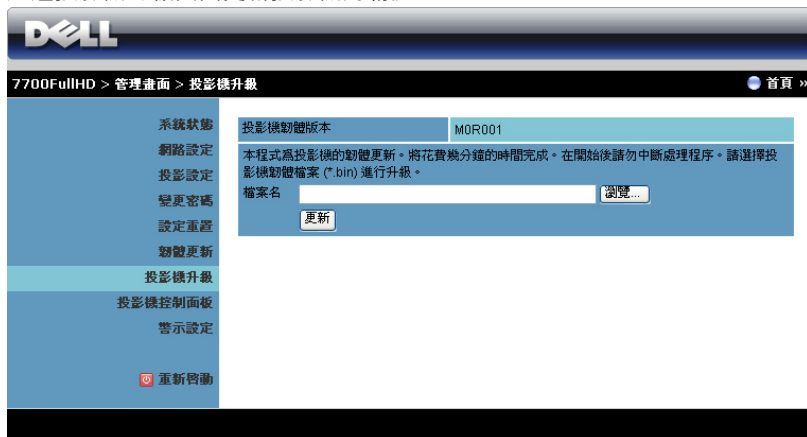 DELL
7700FullHD > 管理畫面 > 投影機升級
首頁 »
系統狀態
網路設定
投影設定
變更密碼
設定重置
韌體更新
投影機升級
投影機控制面板
警示設定
重新啓動
投影機韌體版本 M0R001
本程式爲投影機的韌體更新。將花費幾分鐘的時間完成。在開始後請勿中斷處理程序。請選擇投
影機韌體檔案 (*.bin) 進行升級。
檔案名 瀏覽...
更新